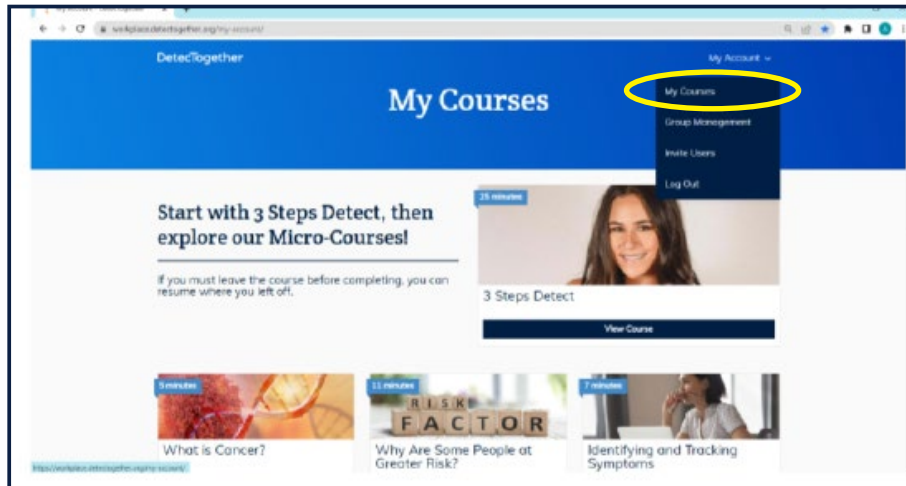 My Account - DetecTogether
workplace.detectogether.org/my-account/
DetecTogether
My Account
My Courses
My Courses
Group Management
Invite Users
Log Out
Start with 3 Steps Detect, then
explore our Micro-Courses!
If you must leave the course before completing, you can
resume where you left off.
25 minutes
3 Steps Detect
View Course
5 minutes
What is Cancer?
11 minutes
RISK
FACTOR
Why Are Some People at
Greater Risk?
7 minutes
Identifying and Tracking
Symptoms
https://workplace.detectogether.org/my-account/